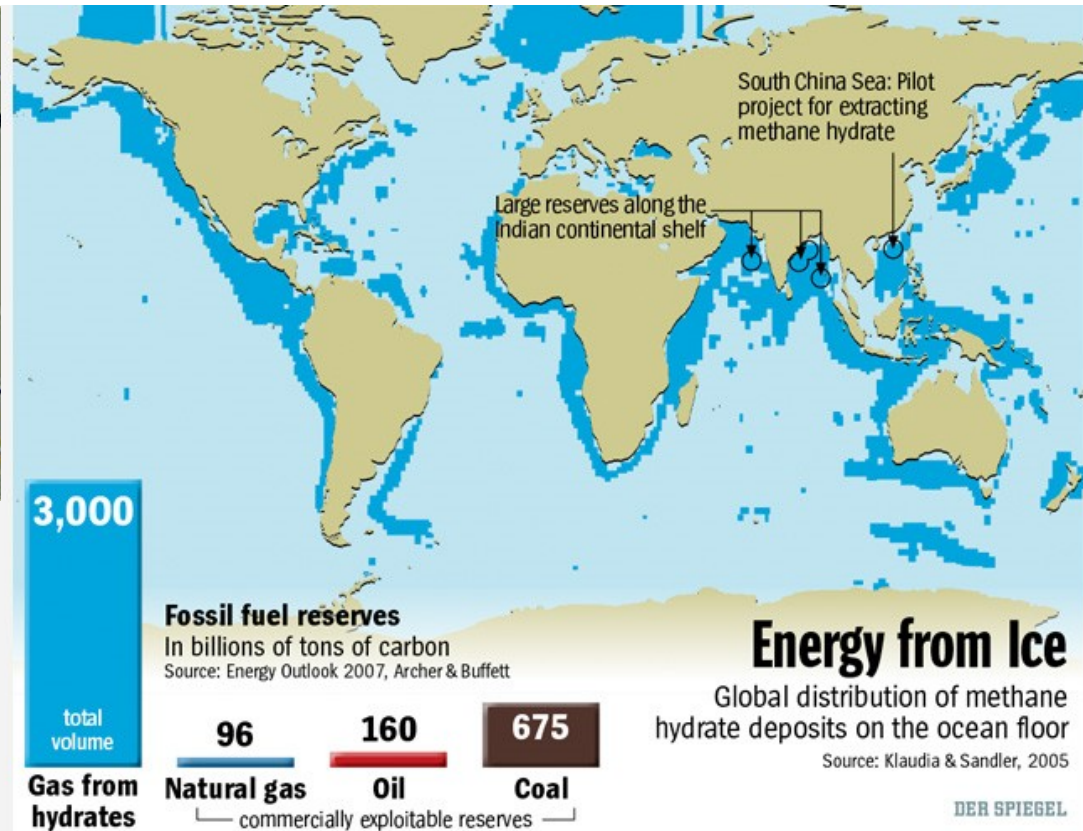 South China Sea: Pilot
project for extracting
methane hydrate
Large reserves along the
Indian continental shelf
3,000
total
volume
Gas from
hydrates
Fossil fuel reserves
In billions of tons of carbon
Source: Energy Outlook 2007, Archer & Buffett
96
Natural gas
160
Oil
675
Coal
commercially exploitable reserves
Energy from Ice
Global distribution of methane
hydrate deposits on the ocean floor
Source: Klaudia & Sandler, 2005
DER SPIEGEL